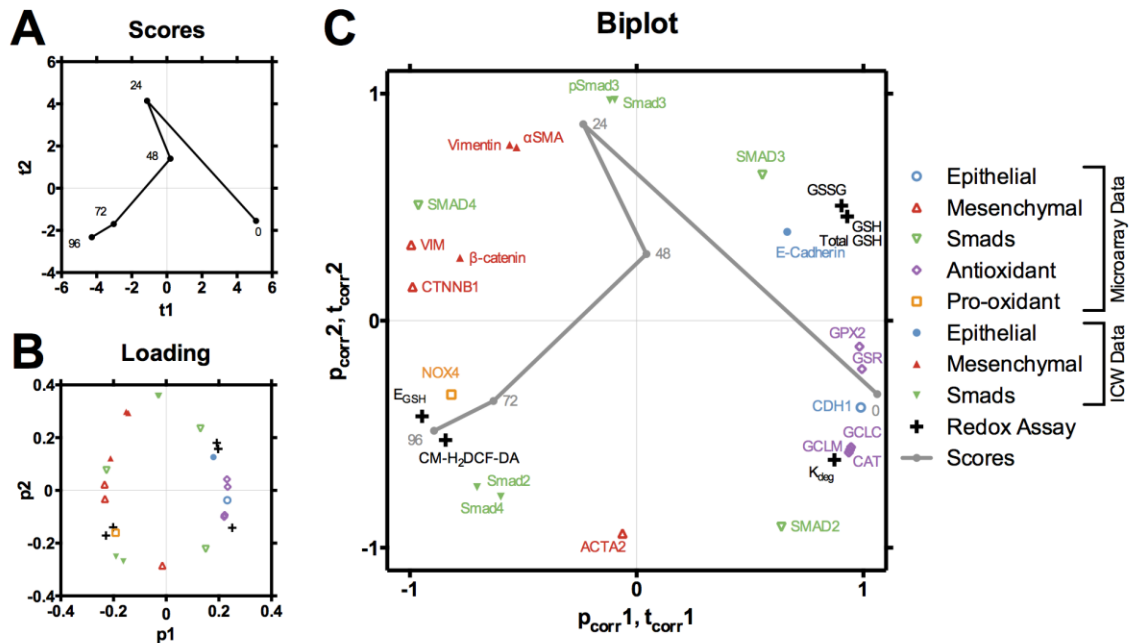 A
Scores
6
4
2
0
-2
-4
-6 -4 -2 0 2 4 6
t2
t1
24
48
72
96
0
B
Loading
0.4
0.2
0
-0.2
-0.4
-0.4 -0.2 0 0.2 0.4
p2
p1
C
Biplot
1
0
-1
-1 0 1
pcorr2, tcorr2
pcorr1, tcorr1
pSmad3
Smad3
24
Vimentin
αSMA
SMAD3
GSSG
GSH
Total GSH
E-Cadherin
SMAD4
VIM
β-catenin
48
CTNNB1
GPX2
GSR
NOX4
EGSH
72
0
CDH1
96
CM-H2DCF-DA
GCLC
GCLM
CAT
Kdeg
Smad2
Smad4
SMAD2
ACTA2
Epithelial
Mesenchymal
Smads
Antioxidant
Pro-oxidant
Microarray Data
Epithelial
Mesenchymal
Smads
ICW Data
Redox Assay
Scores